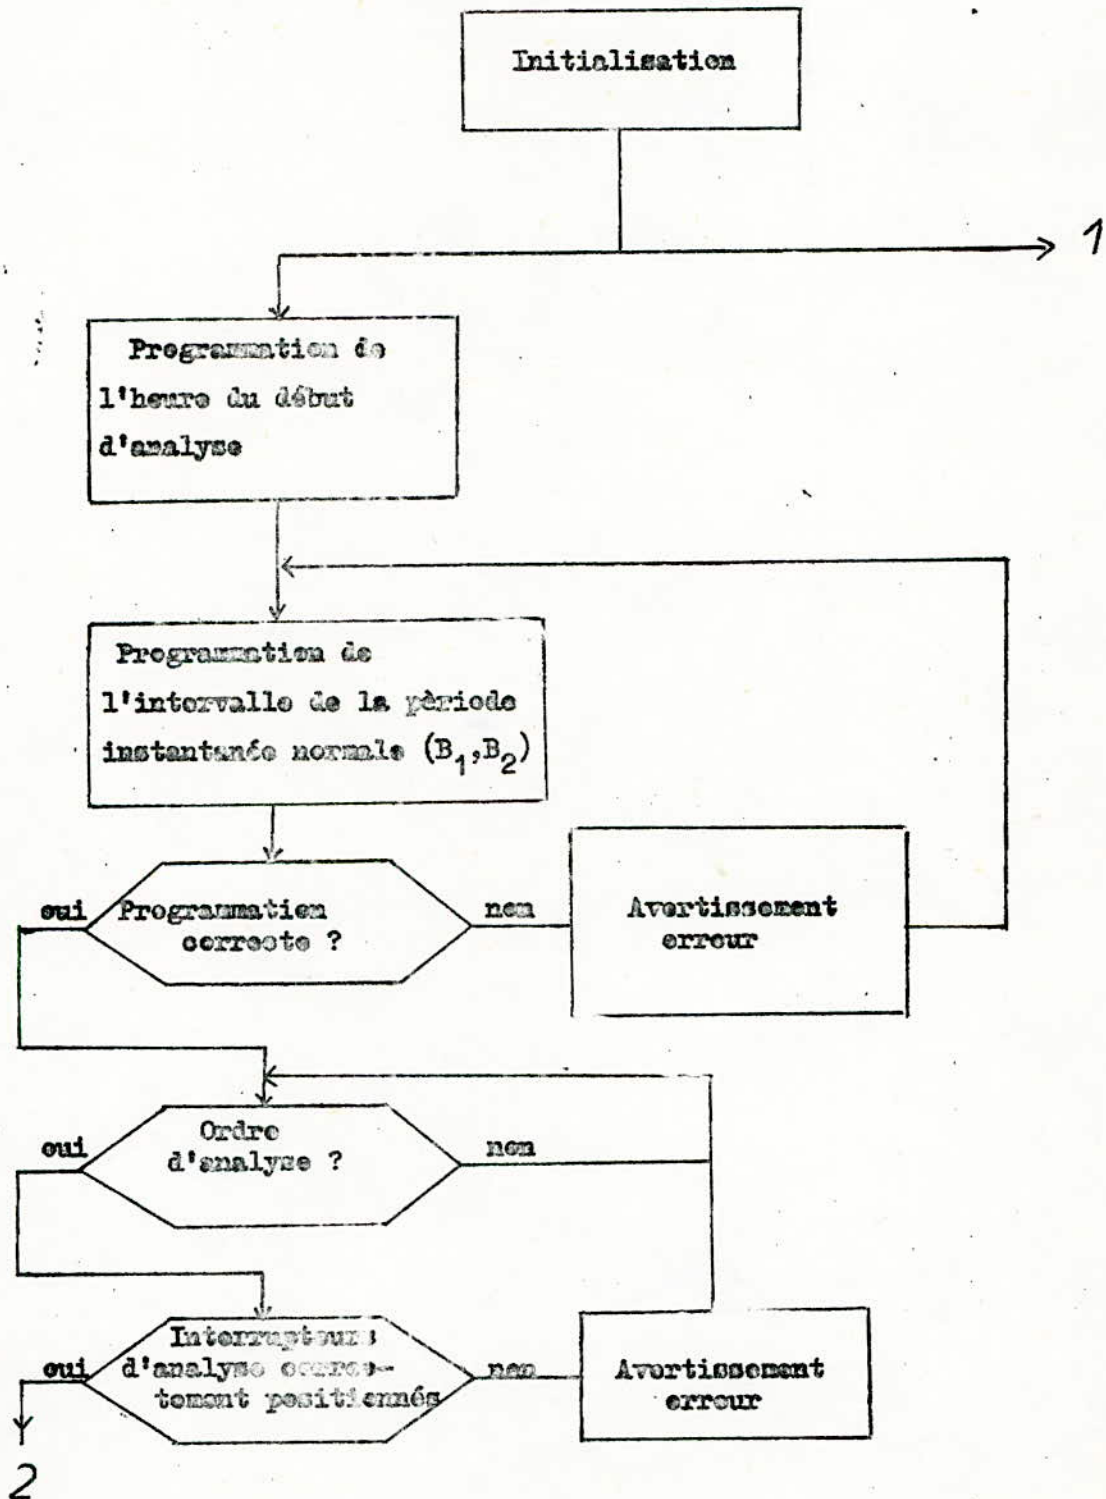 Initialisation
1
Programmation de
l'heure du début
d'analyse
Programmation de
l'intervalle de la pèriode
instantanée normale (B₁,B₂)
oui
Programmation
correcte ?
non
Avertissement
erreur
oui
Ordre
d'analyse ?
non
oui
Interrupteurs
d'analyse correc-
tement positionnés
non
Avertissement
erreur
2